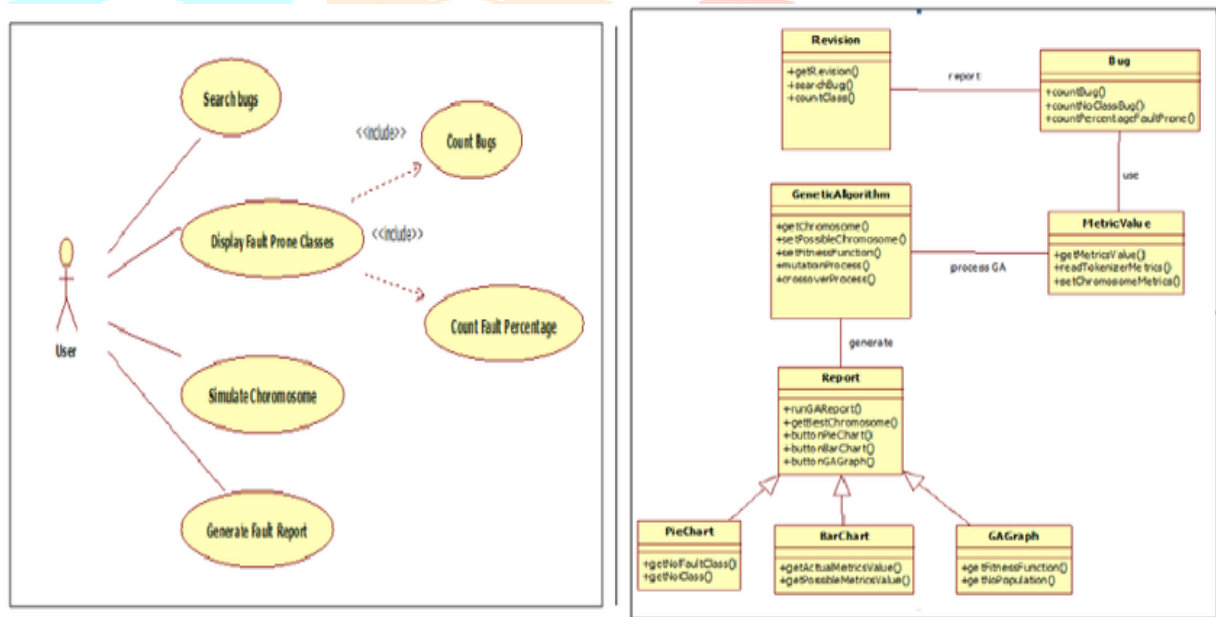 Search bugs
<<include>>
Count Bugs
Display Fault Prone Classes
<<include>>
Count Fault Percentage
User
Simulate Choromosome
Generate Fault Report
Revision
+getRevision()
+searchBug()
+countClass()
report
Bug
+countBug()
+countNoClassBug()
+countPercentageFaultProne()
use
GeneticAlgorithm
+getChromosome()
+setPossibleChromosome()
+setFitnessFunction()
+mutationProcess()
+crossoverProcess()
process GA
MetricValue
+getMetricsValue()
+readTokenizerMetrics()
+setChromosomeMetrics()
generate
Report
+runGAReport()
+getBestChromosome()
+buttonPieChart()
+buttonBarChart()
+buttonGAGraph()
PieChart
+getNoFaultClass()
+getNoClass()
BarChart
+getActualMetricsValue()
+getPossibleMetricsValue()
GAGraph
+getFitnessFunction()
+getNoPopulation()